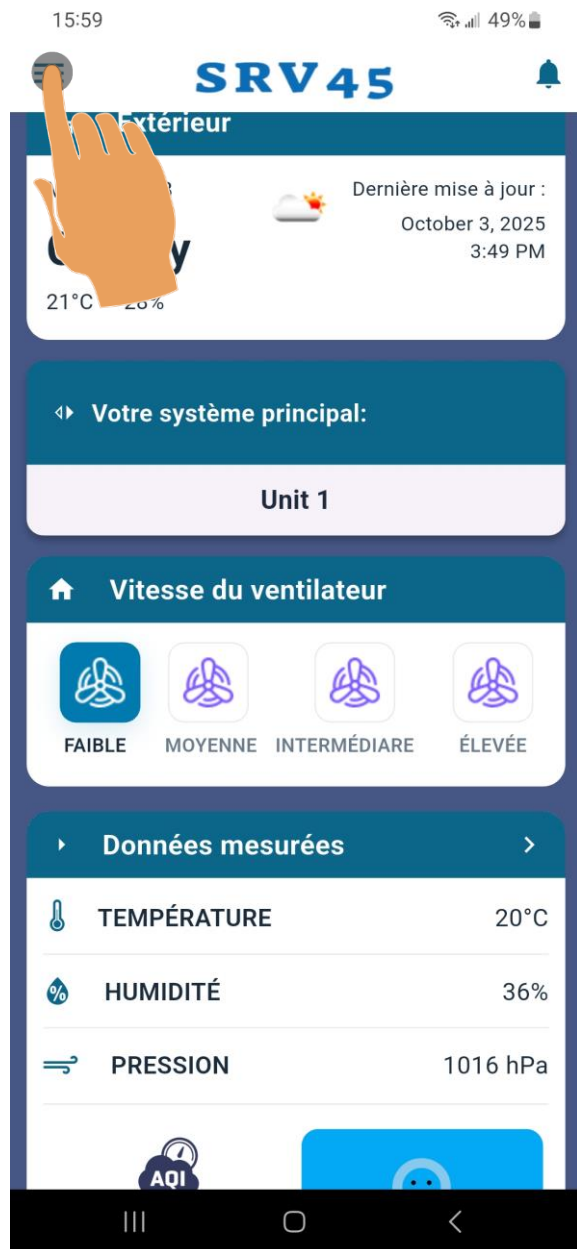 15:59
49%
SRV45
Extérieur
Dernière mise à jour :
October 3, 2025
3:49 PM
21°C
28%
Votre système principal:
Unit 1
Vitesse du ventilateur
FAIBLE MOYENNE INTERMÉDIARE ÉLEVÉE
Données mesurées
TEMPÉRATURE 20°C
% HUMIDITÉ 36%
PRESSION 1016 hPa
AQI